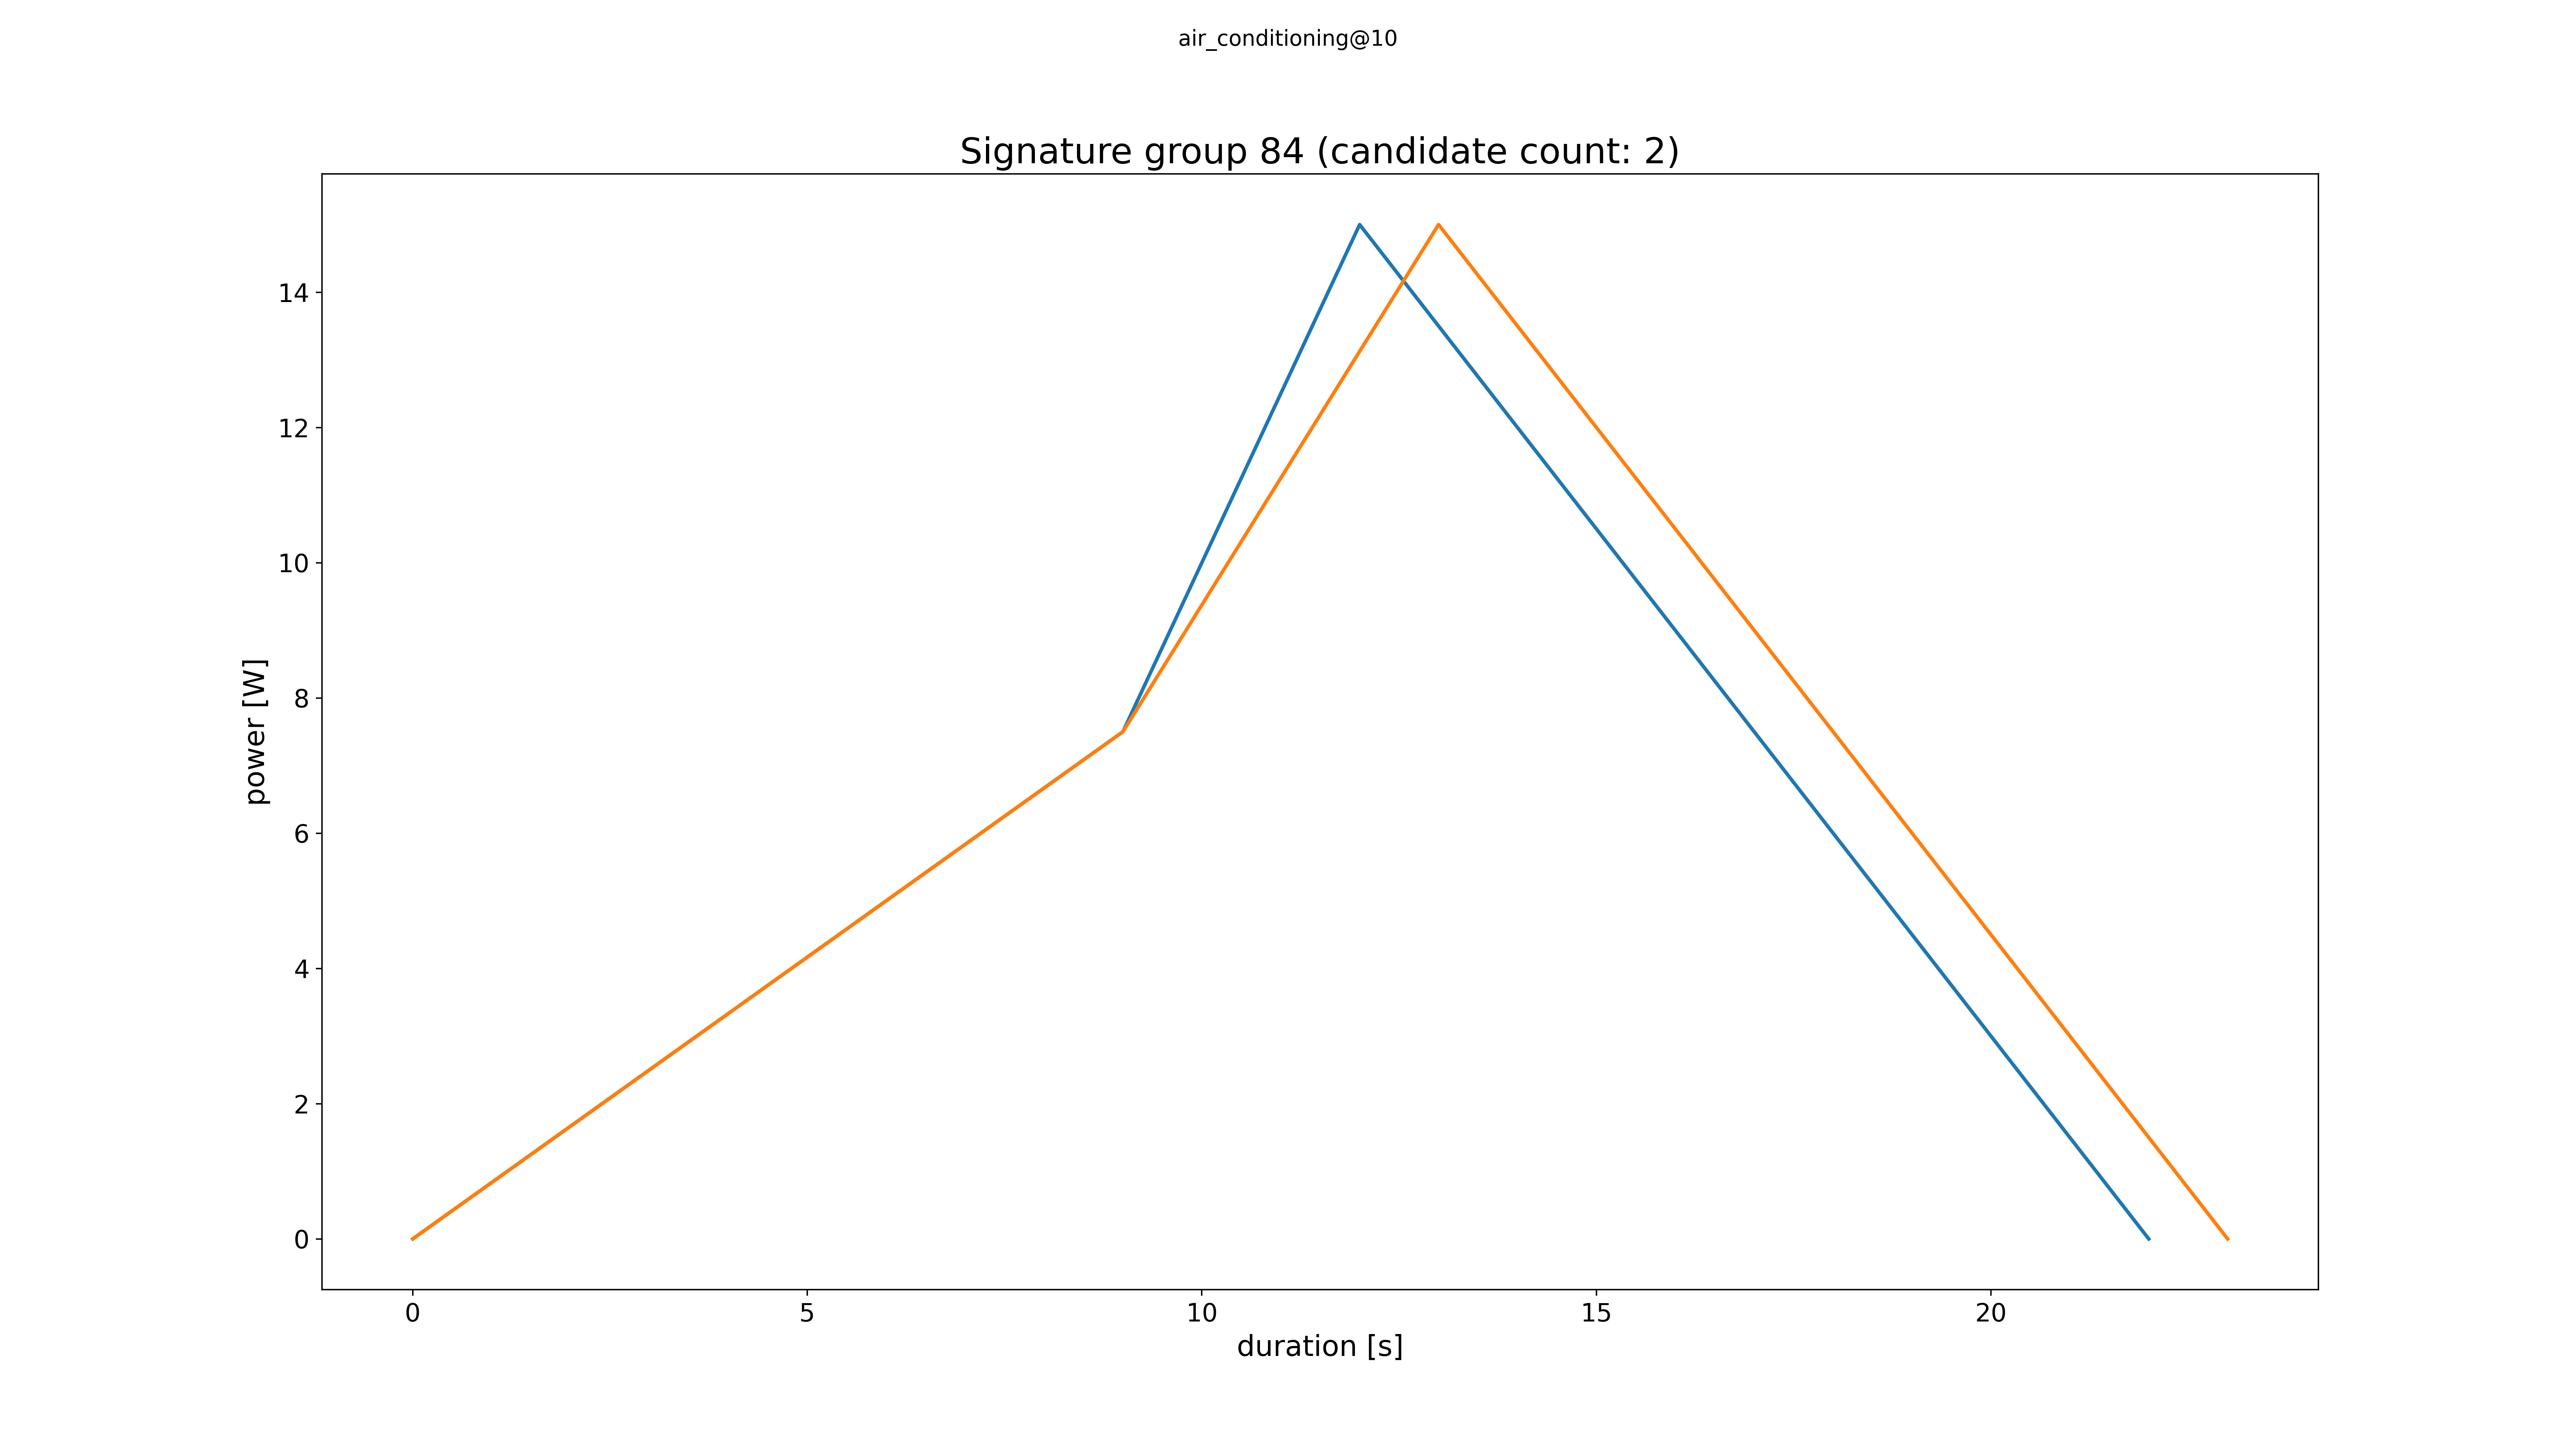 air_conditioning@10
Signature group 84 (candidate count: 2)
14
12
10
8
6
4
2
0
power [W]
0 5 10 15 20
duration [s]